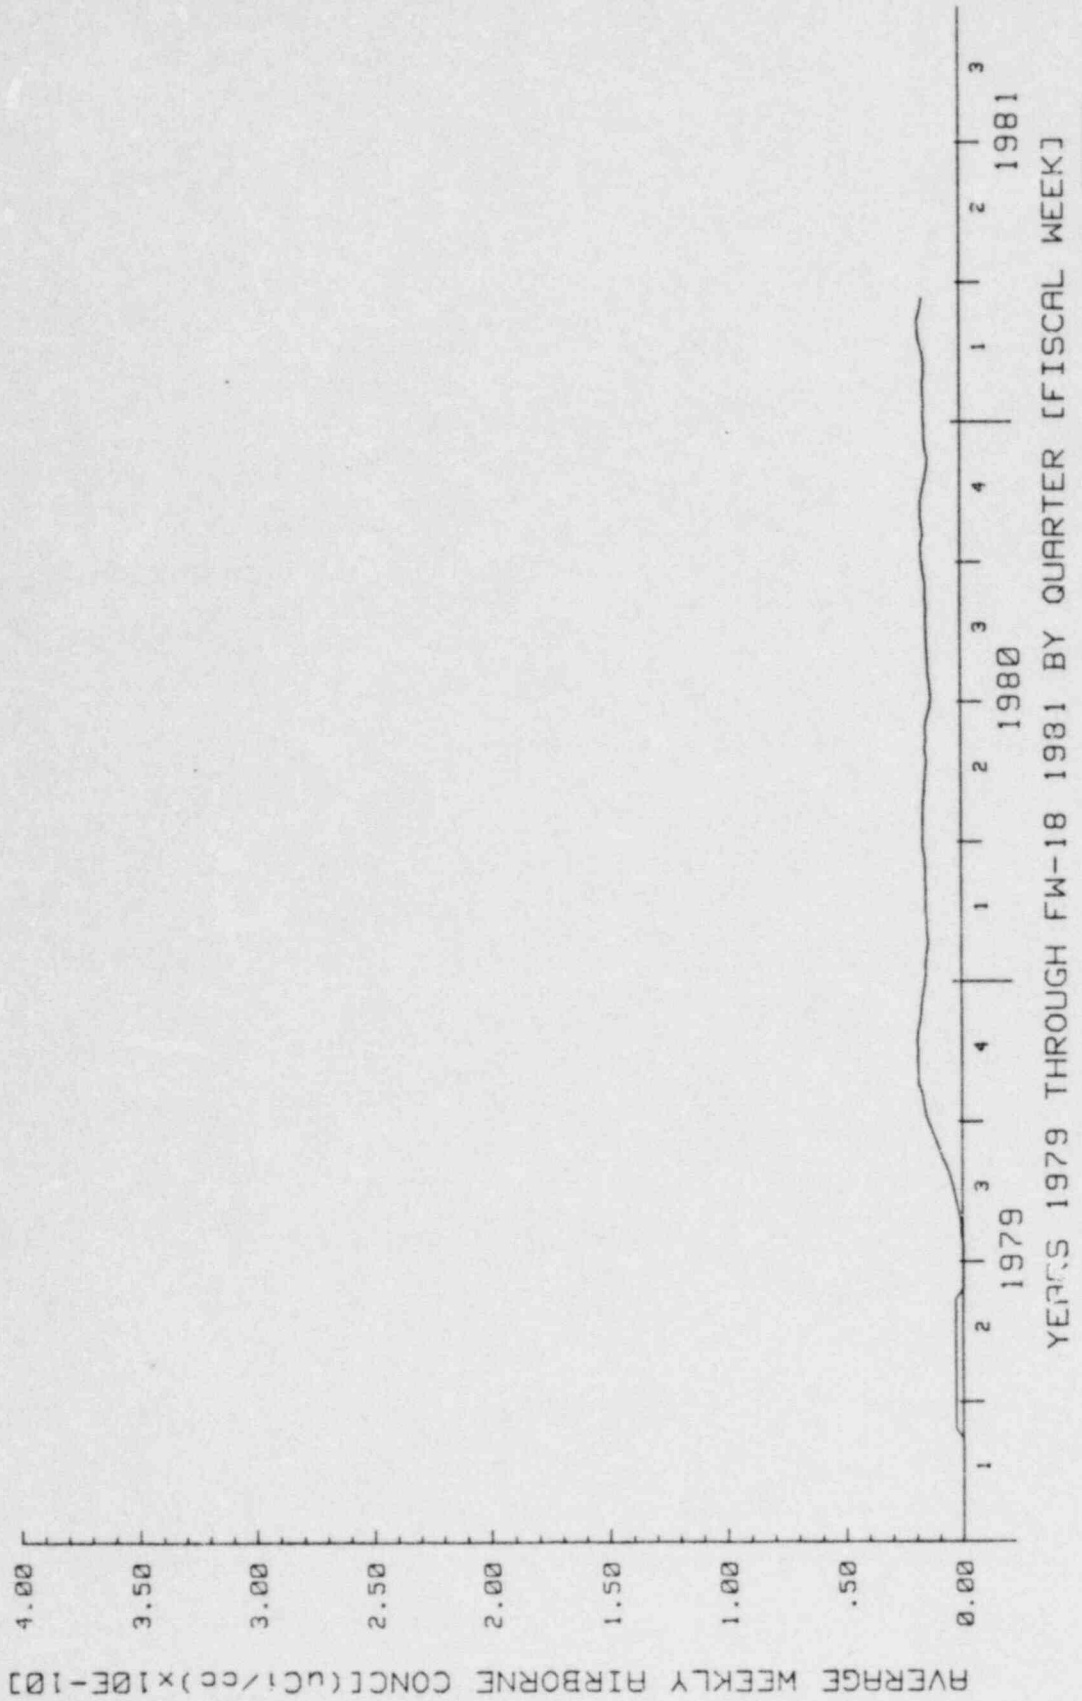 AVERAGE WEEKLY AIRBORNE CONC[(uCi/cc)x10E-10]
4.00
3.50
3.00
2.50
2.00
1.50
1.00
.50
0.00
1 2 3 4 1 2 3 4 1 2 3
1979 1980 1981
YEARS 1979 THROUGH FW-18 1981 BY QUARTER [FISCAL WEEK]